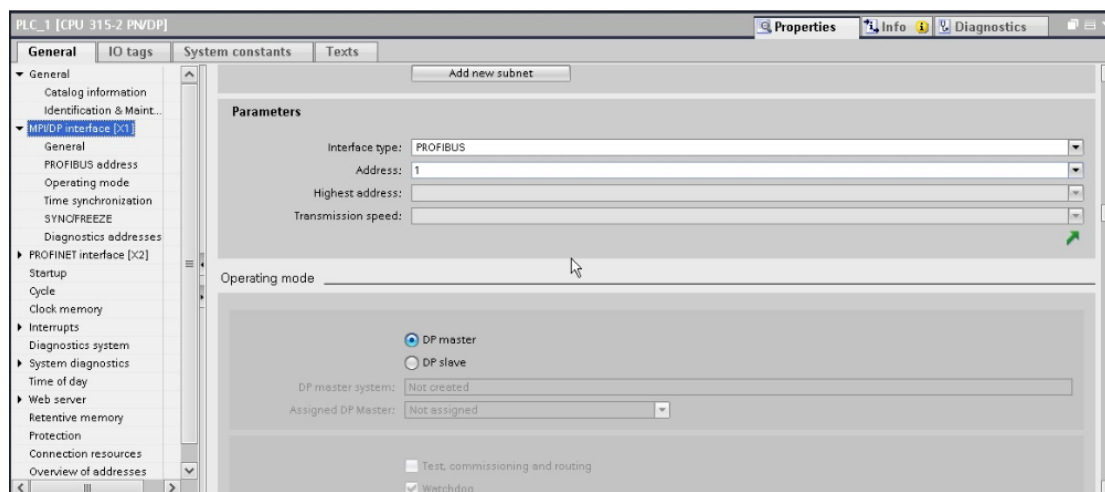 PLC_1 [CPU 315-2 PN/DP]
Properties Info Diagnostics
General IO tags System constants Texts
General
Catalog information
Identification & Maint...
MPI/DP interface [X1]
General
PROFIBUS address
Operating mode
Time synchronization
SYNC/FREEZE
Diagnostics addresses
PROFINET interface [X2]
Startup
Cycle
Clock memory
Interrupts
Diagnostics system
System diagnostics
Time of day
Web server
Retentive memory
Protection
Connection resources
Overview of addresses
Add new subnet
Parameters
Interface type: PROFIBUS
Address: 1
Highest address:
Transmission speed:
Operating mode
DP master
DP slave
DP master system: Not created
Assigned DP Master: Not assigned
Test, commissioning and routing
Watchdog